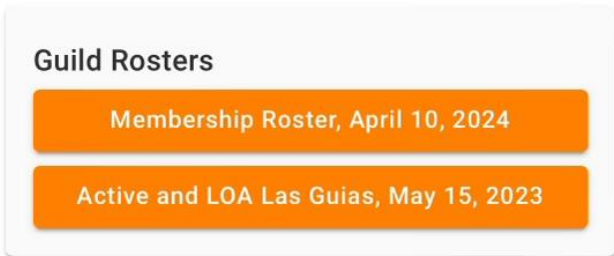 Guild Rosters
Membership Roster, April 10, 2024
Active and LOA Las Guias, May 15, 2023